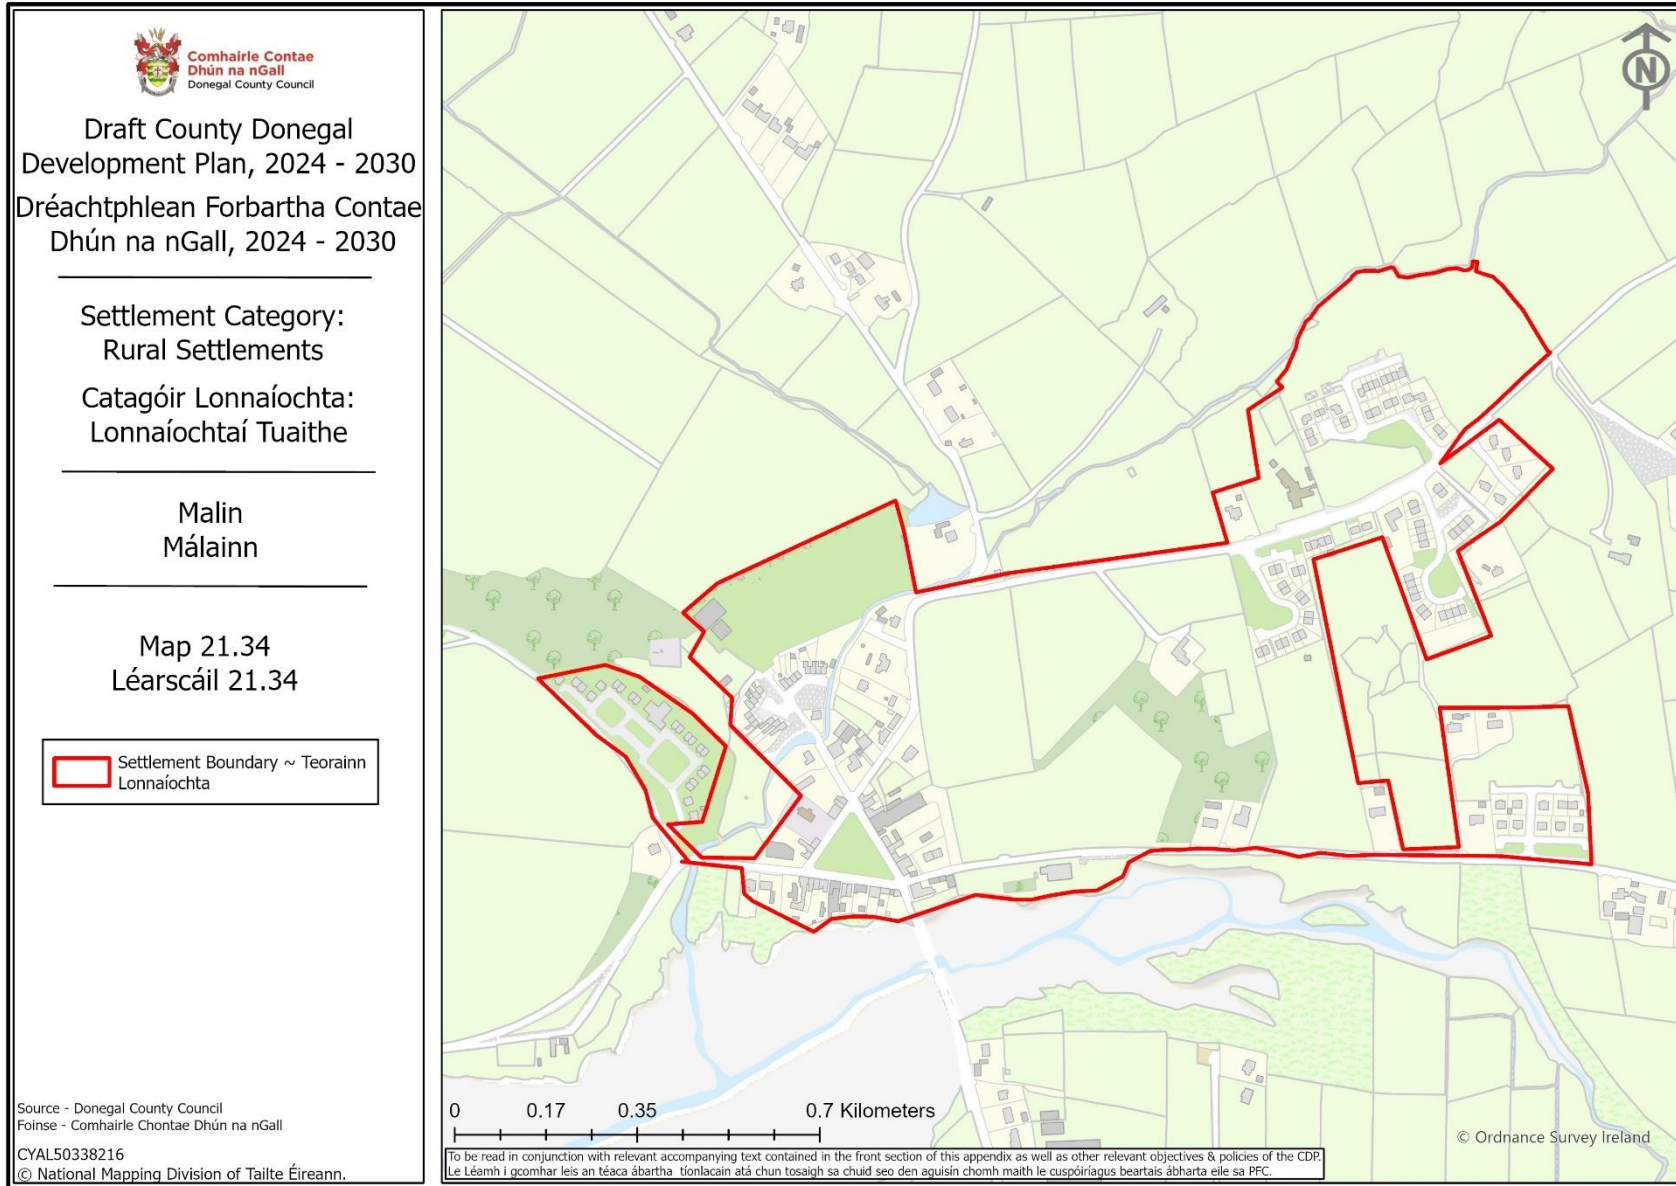 Comhairle Contae
Dhún na nGall
Donegal County Council
Draft County Donegal
Development Plan, 2024 - 2030
Dréachtphlean Forbartha Contae
Dhún na nGall, 2024 - 2030
Settlement Category:
Rural Settlements
Catagóir Lonnaíochta:
Lonnaíochtaí Tuaithe
Malin
Málainn
Map 21.34
Léarscáil 21.34
Settlement Boundary ~ Teorainn
Lonnaíochta
Source - Donegal County Council
Foinse - Comhairle Chontae Dhún na nGall
CYAL50338216
© National Mapping Division of Tailte Éireann.
N
0 0.17 0.35 0.7 Kilometers
© Ordnance Survey Ireland
To be read in conjunction with relevant accompanying text contained in the front section of this appendix as well as other relevant objectives & policies of the CDP.
Le Léamh i gcomhar leis an téaca ábartha tíonlacain atá chun tosaigh sa chuid seo den aguisín chomh maith le cuspóiríagus beartais ábharta eile sa PFC.